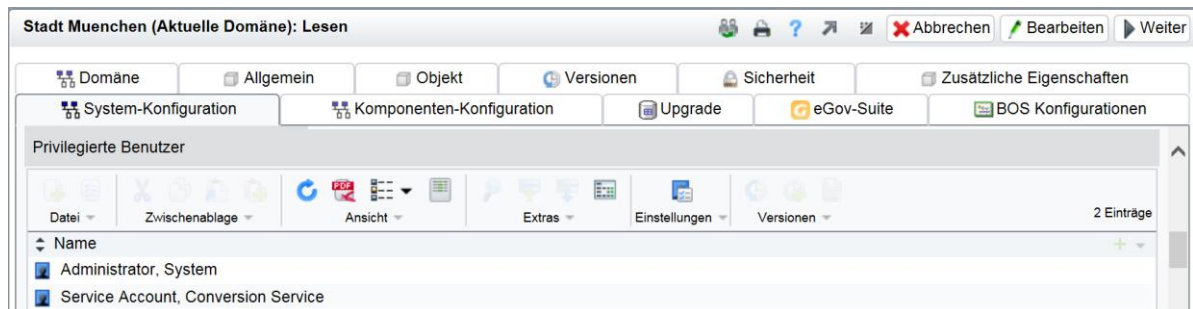 Stadt Muenchen (Aktuelle Domäne): Lesen ? Abbrechen Bearbeiten Weiter
Domäne Allgemein Objekt Versionen Sicherheit Zusätzliche Eigenschaften
System-Konfiguration Komponenten-Konfiguration Upgrade eGov-Suite BOS Konfigurationen
Privilegierte Benutzer
PDF
Datei Zwischenablage Ansicht Extras Einstellungen Versionen 2 Einträge
Name
Administrator, System
Service Account, Conversion Service